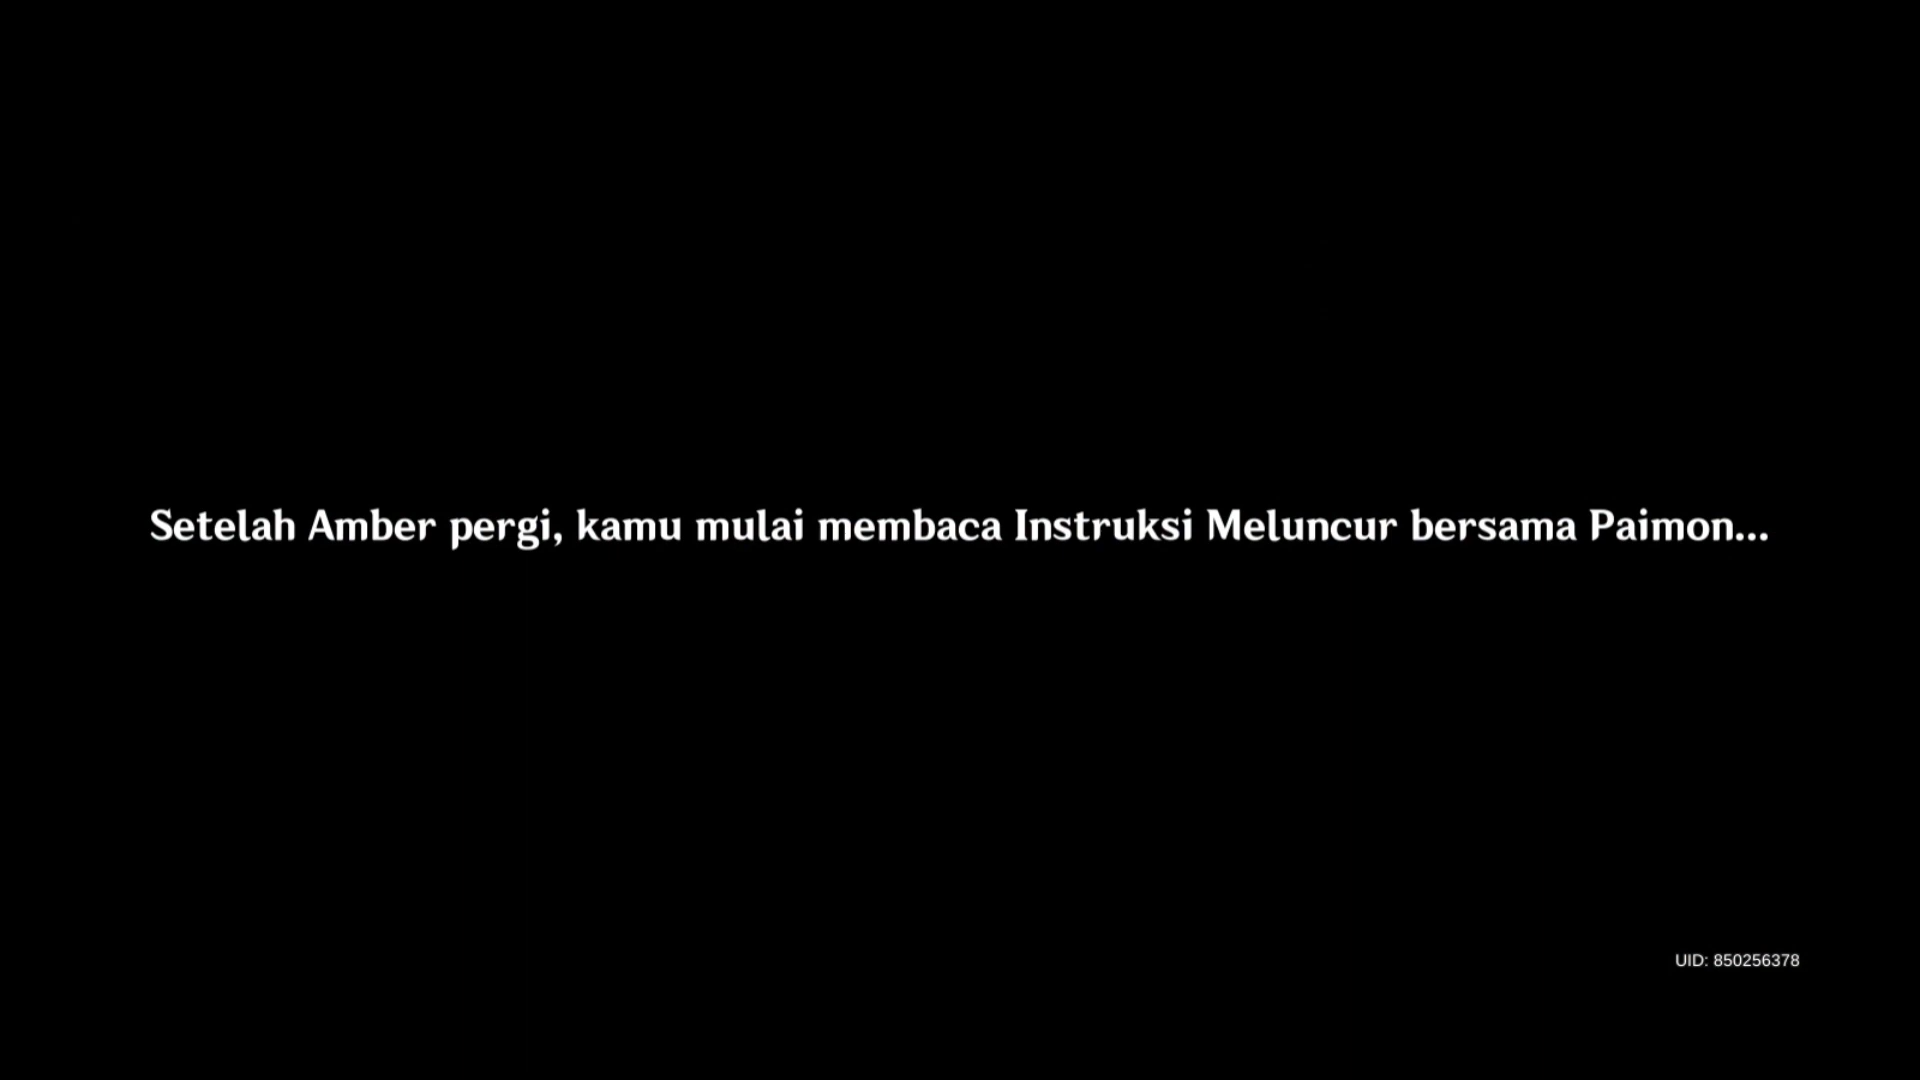 Setelah Amber pergi, kamu mulai membaca Instruksi Meluncur bersama Paimon...
UID: 850256378